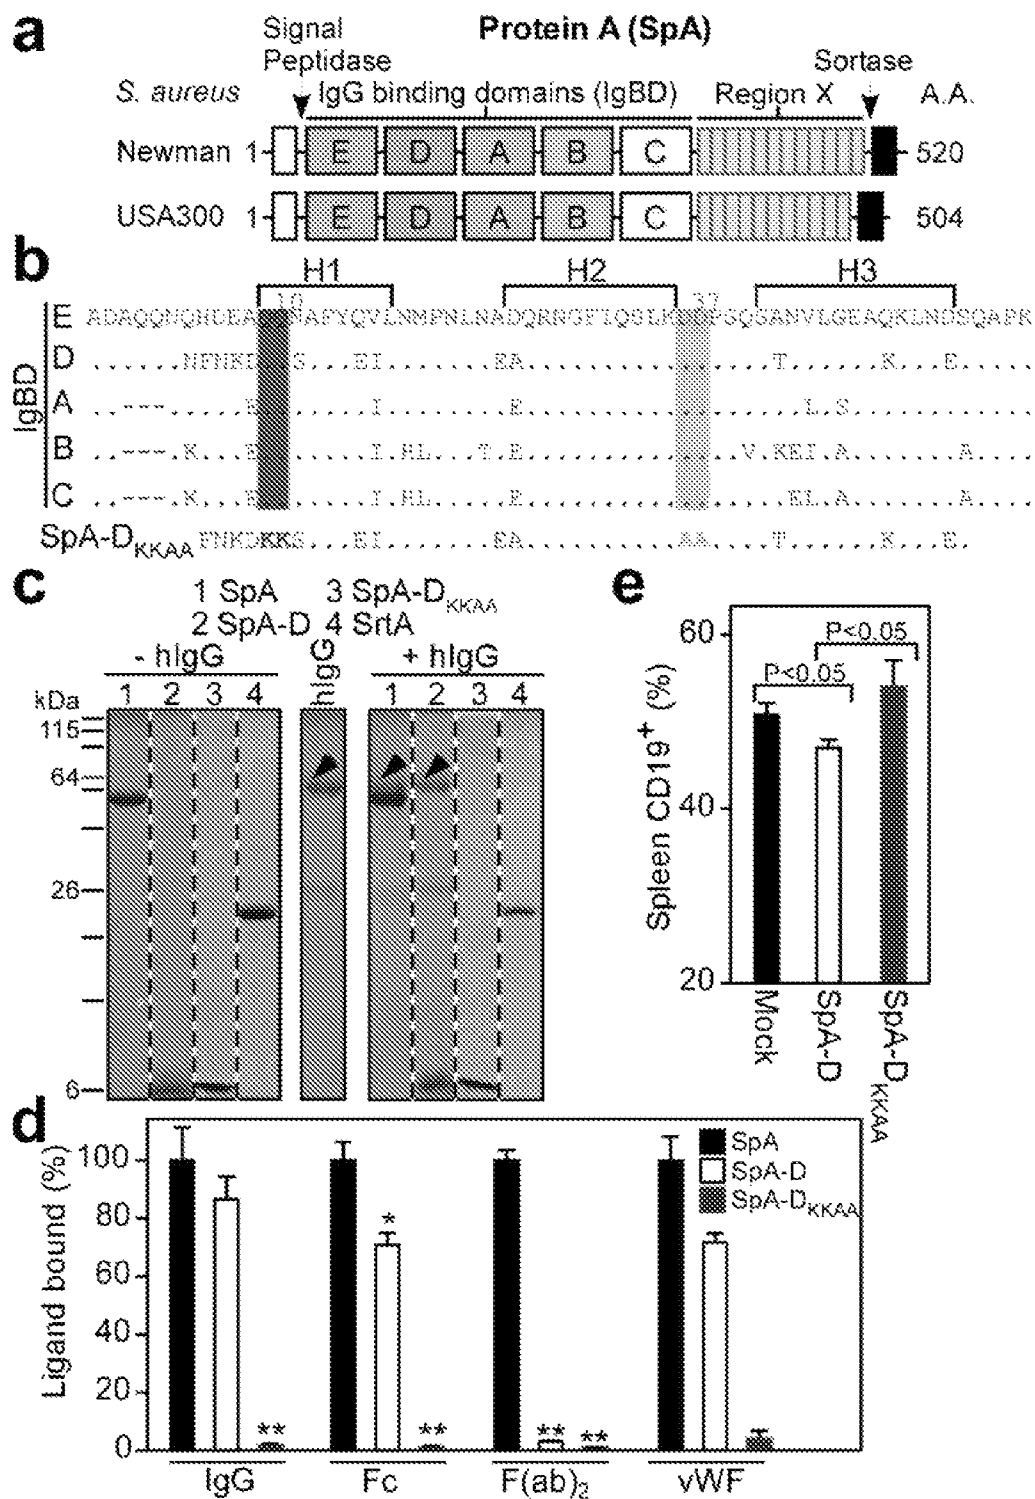 a
Signal
Peptidase
Protein A (SpA)
Sortase
S. aureus
IgG binding domains (IgBD)
Region X
A.A.
Newman 1 E D A B C 520
USA300 1 E D A B C 504
b
H1 H2 H3
10 37
IgBD
E
D
A
B
C
SpA-DKKAA
c
1 SpA 3 SpA-DKKAA
2 SpA-D 4 SrtA
- hIgG hIgG + hIgG
kDa 1 2 3 4 1 2 3 4
115
64
26
6
e
Spleen CD19+ (%)
60
40
20
P<0.05
P<0.05
Mock
SpA-D
SpA-DKKAA
d
Ligand bound (%)
100
80
60
40
20
0
SpA
SpA-D
SpA-DKKAA
*
** ** ** **
IgG Fc F(ab)2 vWF